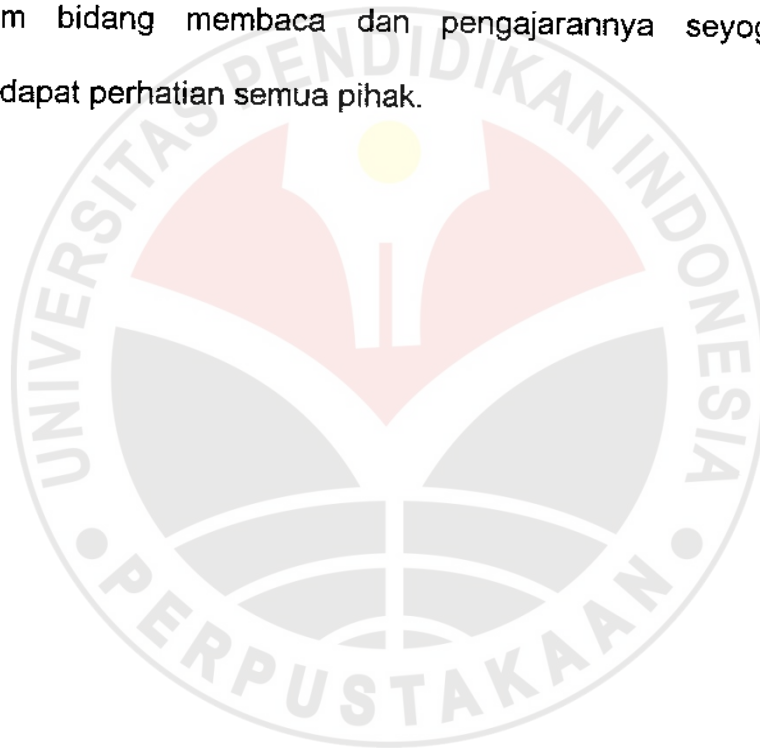 m bidang membaca dan pengajarannya seyog
dapat perhatian semua pihak.
UNIVERSITAS PENDIDIKAN INDONESIA
PERPUSTAKAAN